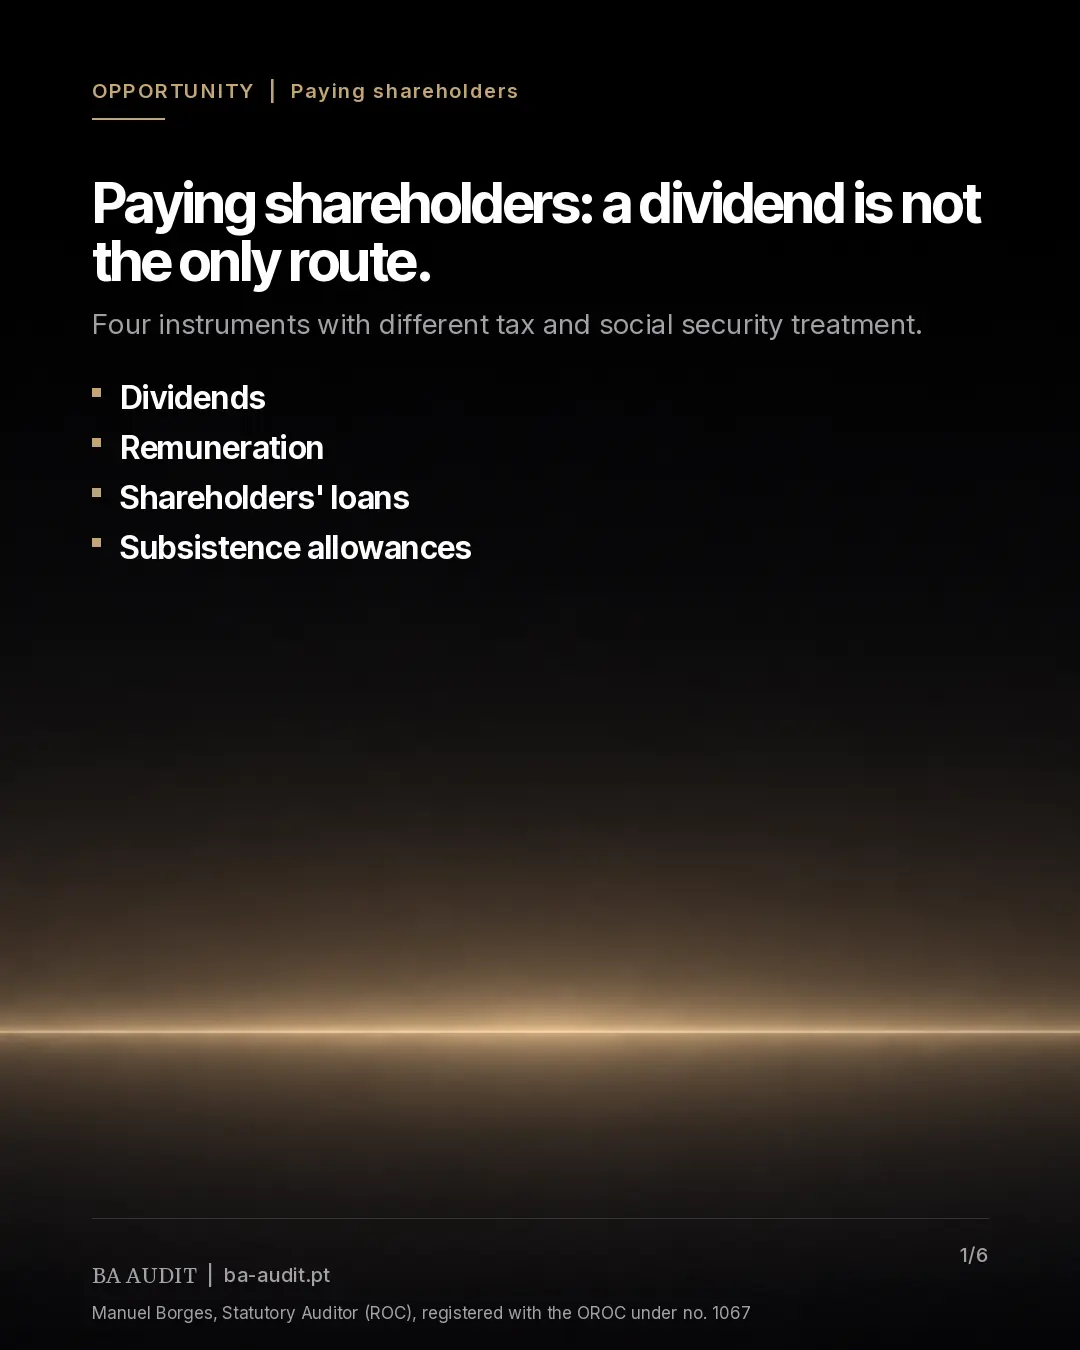 OPPORTUNITY | Paying shareholders
Paying shareholders: a dividend is not
the only route.
Four instruments with different tax and social security treatment.
Dividends
Remuneration
Shareholders' loans
Subsistence allowances
1/6
BA AUDIT | ba-audit.pt
Manuel Borges, Statutory Auditor (ROC), registered with the OROC under no. 1067